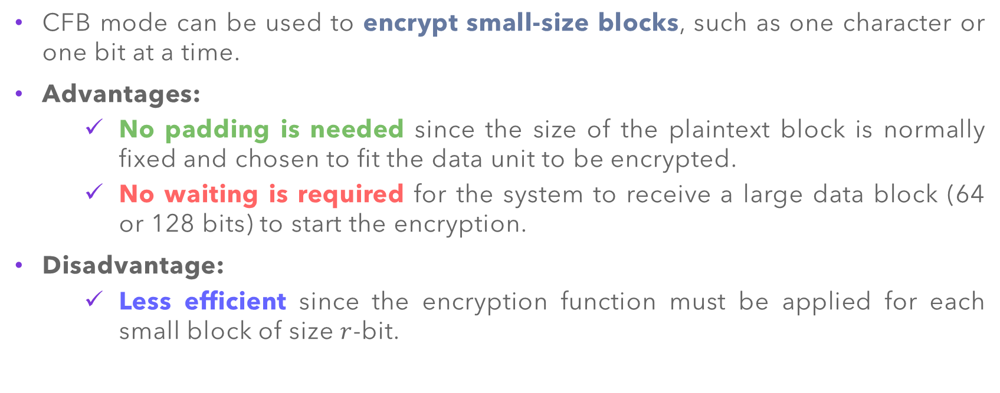 • CFB mode can be used to encrypt small-size blocks, such as one character or
one bit at a time.
• Advantages:
✓ No padding is needed since the size of the plaintext block is normally
fixed and chosen to fit the data unit to be encrypted.
✓ No waiting is required for the system to receive a large data block (64
or 128 bits) to start the encryption.
• Disadvantage:
✓ Less efficient since the encryption function must be applied for each
small block of size r-bit.